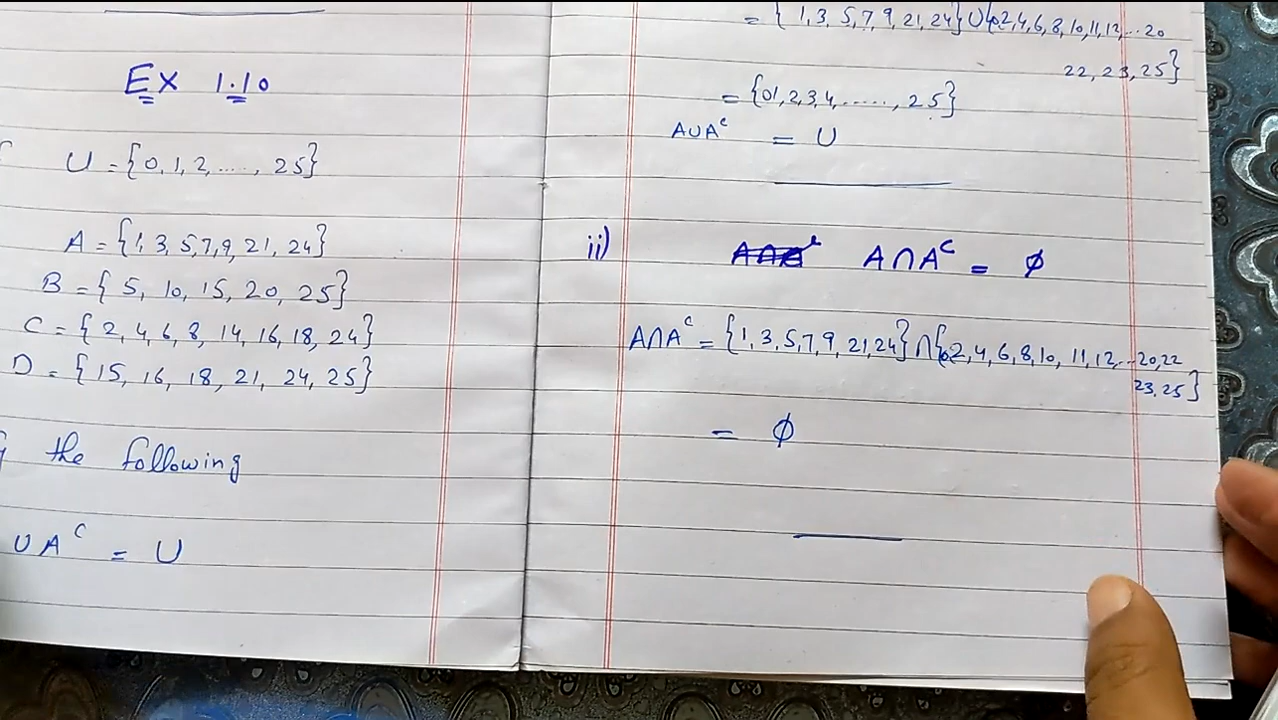 Ex 1.10
U = {0, 1, 2, ...., 25}
A = {1, 3, 5, 7, 9, 21, 24}
B = {5, 10, 15, 20, 25}
C = {2, 4, 6, 8, 14, 16, 18, 24}
D = {15, 16, 18, 21, 24, 25}
the following
∪ Aᶜ = U
= {1, 3, 5, 7, 9, 21, 24} ∪ {0,2,4,6,8,10,11,12,...20
22, 23, 25}
= {0,1,2,3,4,......, 25}
A∪Aᶜ = U
ii) A∩Aᶜ = ø
A∩Aᶜ = {1, 3, 5, 7, 9, 21, 24} ∩ {0,2, 4, 6, 8, 10, 11, 12, ...20, 22
23, 25}
= ø